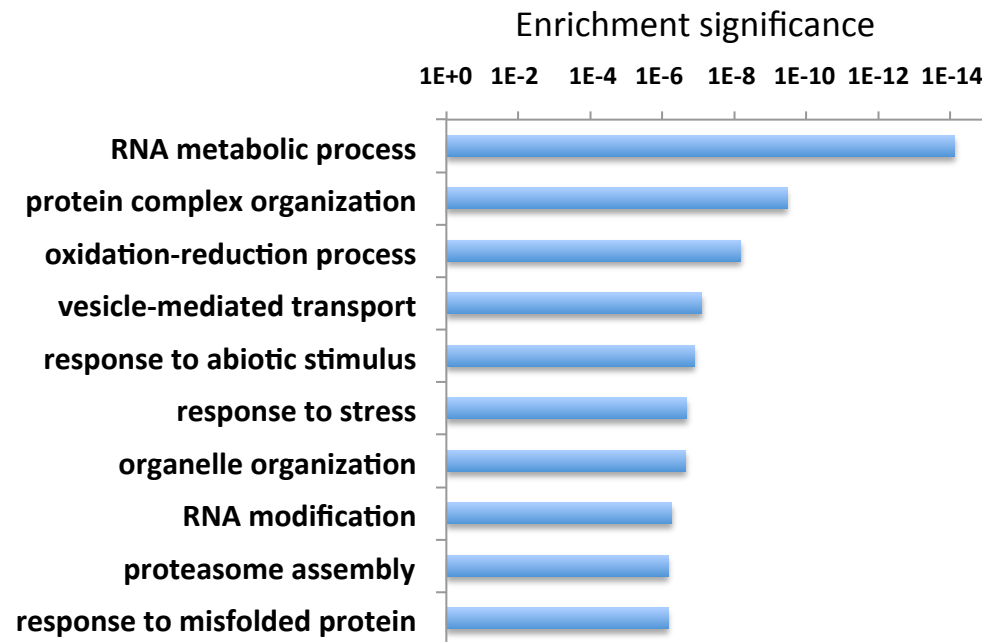 Enrichment significance
1E+0 1E-2 1E-4 1E-6 1E-8 1E-10 1E-12 1E-14
RNA metabolic process
protein complex organization
oxidation-reduction process
vesicle-mediated transport
response to abiotic stimulus
response to stress
organelle organization
RNA modification
proteasome assembly
response to misfolded protein